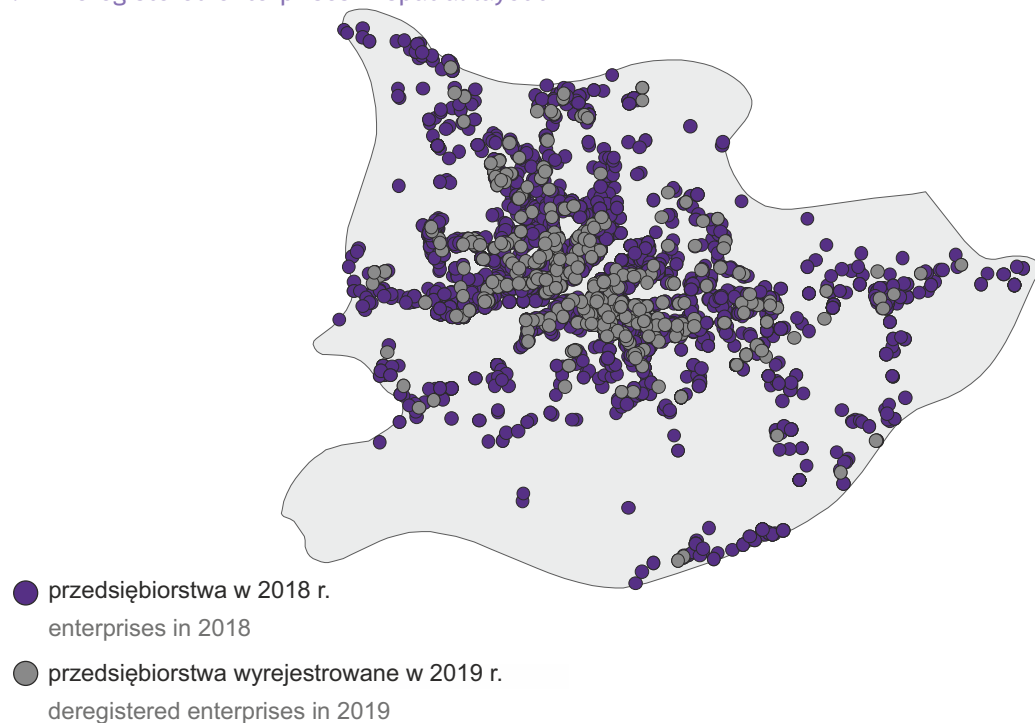 przedsiębiorstwa w 2018 r.
enterprises in 2018
przedsiębiorstwa wyrejestrowane w 2019 r.
deregistered enterprises in 2019